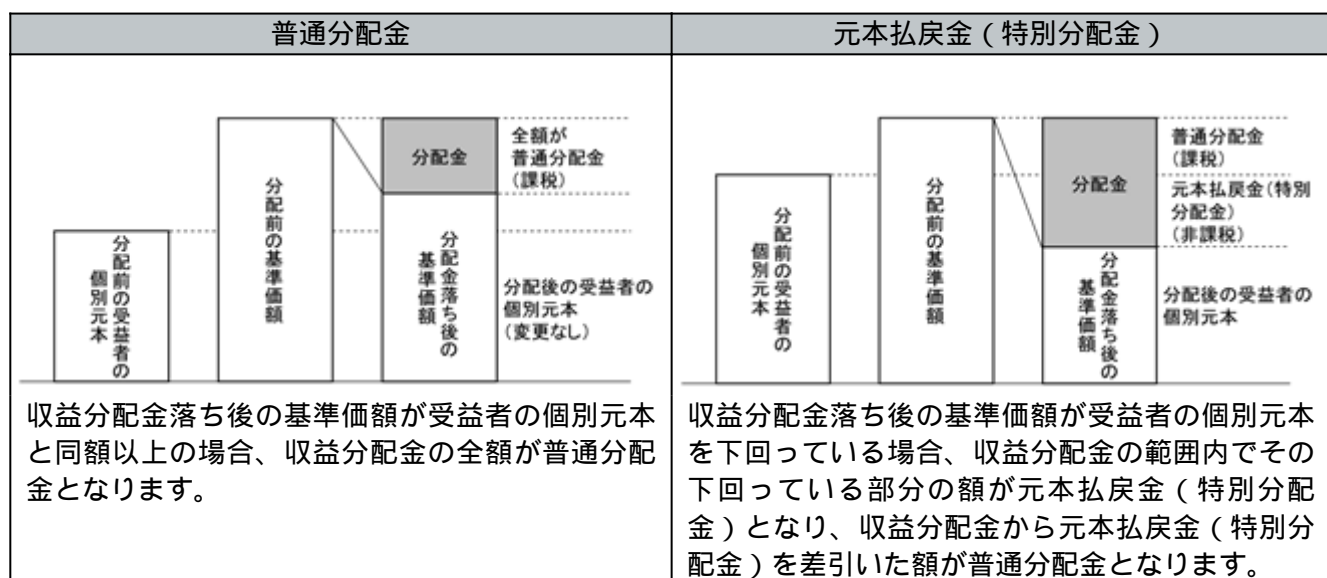 普通分配金
分配前の受益者の
個別元本
分配前の基準価額
分配金
分配金落ち後の
基準価額
全額が
普通分配金
(課税)
分配後の受益者の
個別元本
(変更なし)
収益分配金落ち後の基準価額が受益者の個別元本
と同額以上の場合、収益分配金の全額が普通分配
金となります。
元本払戻金(特別分配金)
分配前の受益者の
個別元本
分配前の基準価額
分配金
分配金落ち後の
基準価額
普通分配金
(課税)
元本払戻金(特別
分配金)
(非課税)
分配後の受益者の
個別元本
収益分配金落ち後の基準価額が受益者の個別元本
を下回っている場合、収益分配金の範囲内でその
下回っている部分の額が元本払戻金(特別分配
金)となり、収益分配金から元本払戻金(特別分
配金)を差引いた額が普通分配金となります。